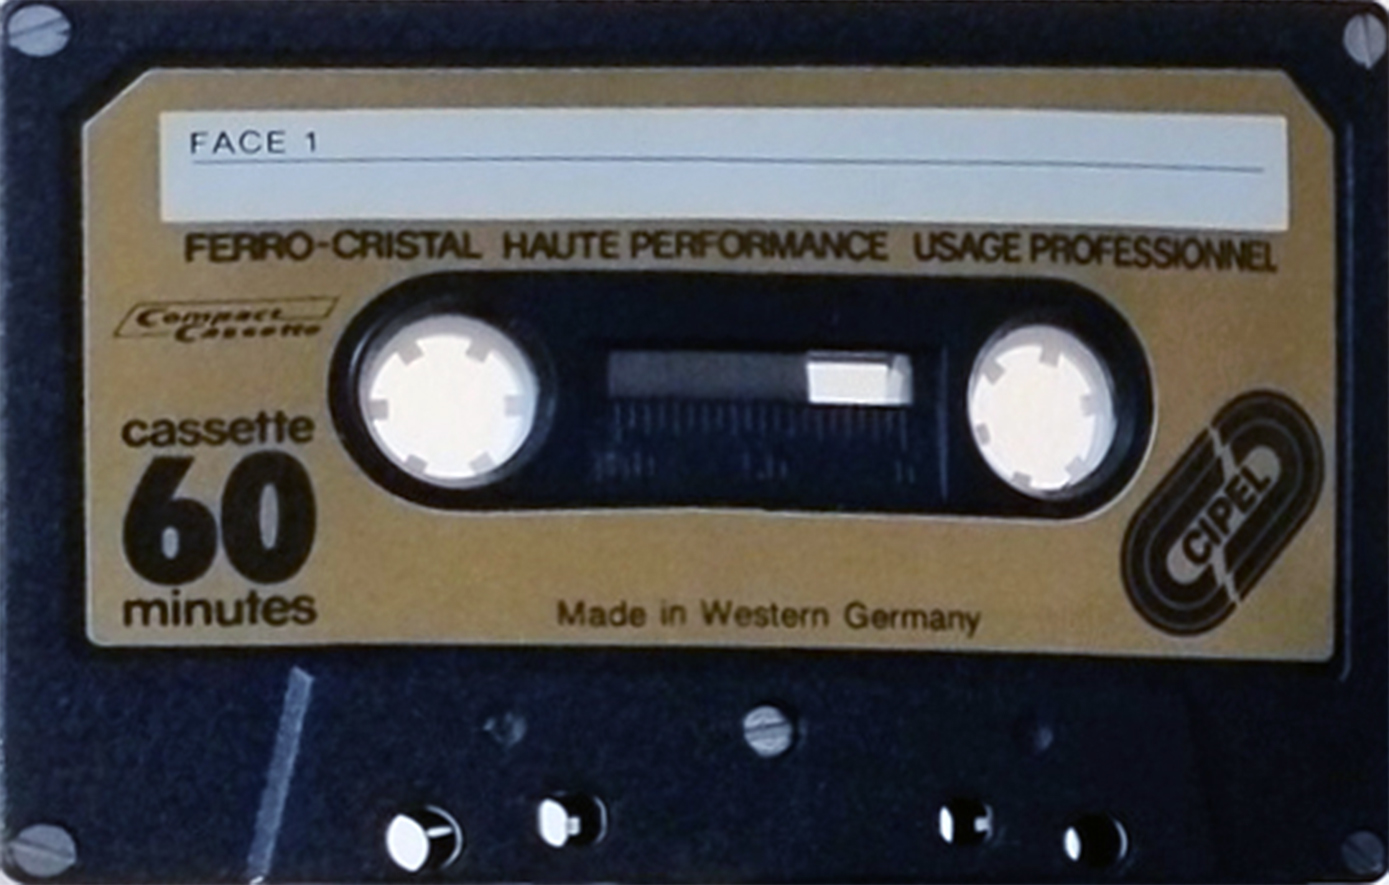 FACE 1
FERRO-CRISTAL HAUTE PERFORMANCE USAGE PROFESSIONNEL
Compact
Cassette
cassette
60
minutes
CIPEL
Made in Western Germany